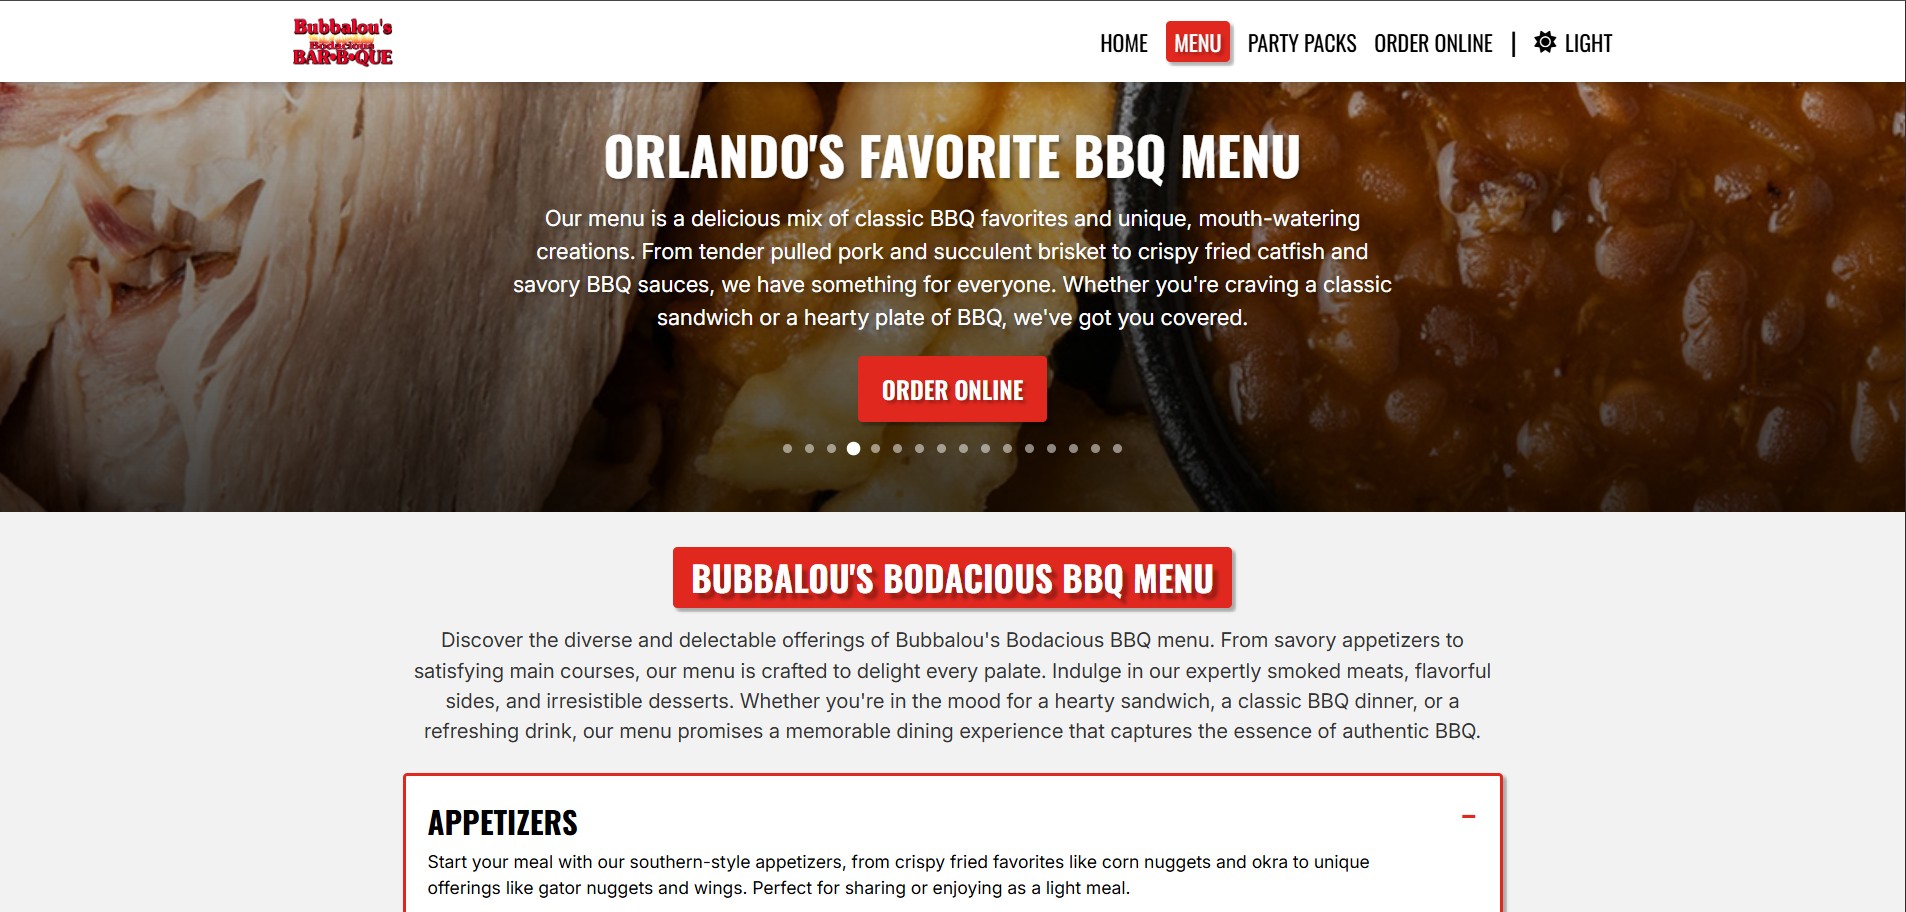 Bubbalou's
Bodacious
BAR•B•QUE
HOME MENU PARTY PACKS ORDER ONLINE | LIGHT
ORLANDO'S FAVORITE BBQ MENU
Our menu is a delicious mix of classic BBQ favorites and unique, mouth-watering
creations. From tender pulled pork and succulent brisket to crispy fried catfish and
savory BBQ sauces, we have something for everyone. Whether you're craving a classic
sandwich or a hearty plate of BBQ, we've got you covered.
ORDER ONLINE
BUBBALOU'S BODACIOUS BBQ MENU
Discover the diverse and delectable offerings of Bubbalou's Bodacious BBQ menu. From savory appetizers to
satisfying main courses, our menu is crafted to delight every palate. Indulge in our expertly smoked meats, flavorful
sides, and irresistible desserts. Whether you're in the mood for a hearty sandwich, a classic BBQ dinner, or a
refreshing drink, our menu promises a memorable dining experience that captures the essence of authentic BBQ.
APPETIZERS
Start your meal with our southern-style appetizers, from crispy fried favorites like corn nuggets and okra to unique
offerings like gator nuggets and wings. Perfect for sharing or enjoying as a light meal.